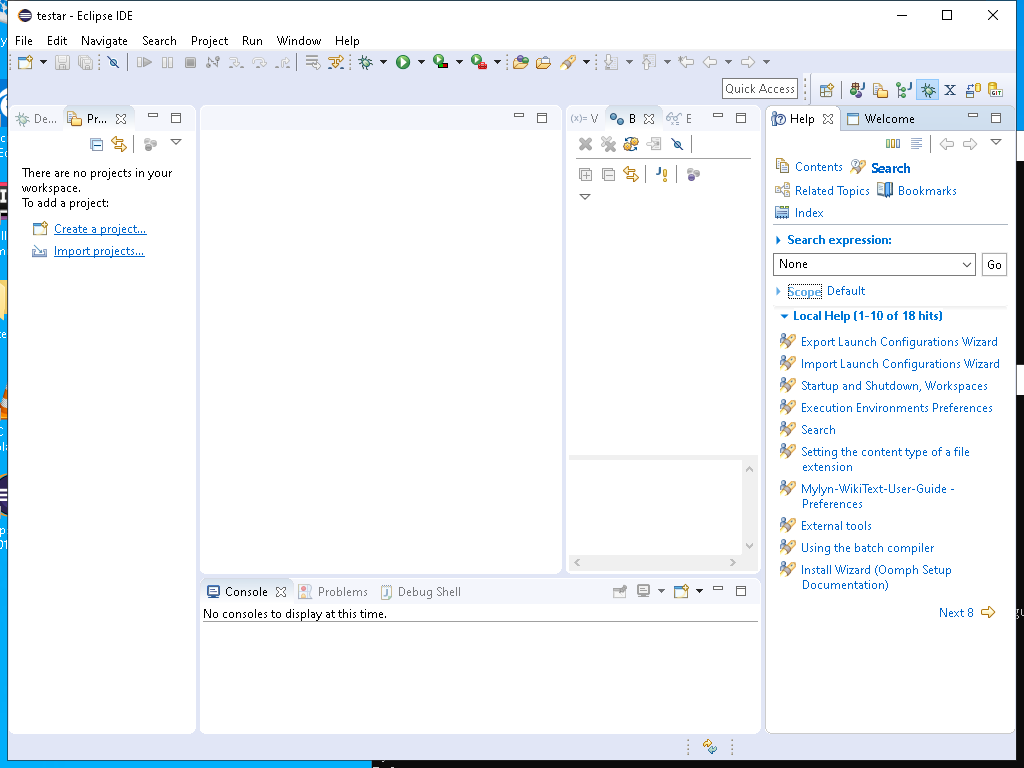 testar - Eclipse IDE
File Edit Navigate Search Project Run Window Help
Quick Access
De... Pr...
There are no projects in your
workspace.
To add a project:
Create a project...
Import projects...
(x)= V B E
Console Problems Debug Shell
No consoles to display at this time.
Help Welcome
Contents Search
Related Topics Bookmarks
Index
Search expression:
None Go
Scope Default
Local Help (1-10 of 18 hits)
Export Launch Configurations Wizard
Import Launch Configurations Wizard
Startup and Shutdown, Workspaces
Execution Environments Preferences
Search
Setting the content type of a file
extension
Mylyn-WikiText-User-Guide -
Preferences
External tools
Using the batch compiler
Install Wizard (Oomph Setup
Documentation)
Next 8